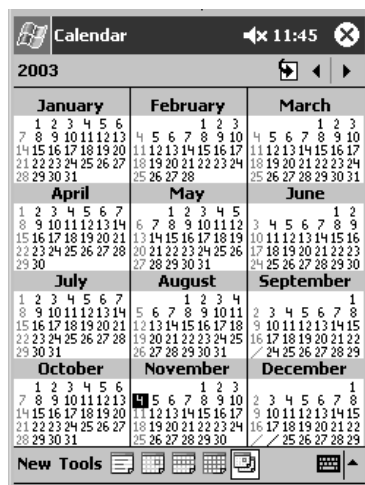 Calendar 11:45
2003
January February March
1 2 3 4 5 6 1 2 3 1 2 3
7 8 9 10 11 12 13 4 5 6 7 8 9 10 4 5 6 7 8 9 10
14 15 16 17 18 19 20 11 12 13 14 15 16 17 11 12 13 14 15 16 17
21 22 23 24 25 26 27 18 19 20 21 22 23 24 18 19 20 21 22 23 24
28 29 30 31 25 26 27 28 25 26 27 28 29 30 31
April May June
1 2 3 4 5 6 7 1 2 3 4 5 1 2
8 9 10 11 12 13 14 6 7 8 9 10 11 12 3 4 5 6 7 8 9
15 16 17 18 19 20 21 13 14 15 16 17 18 19 10 11 12 13 14 15 16
22 23 24 25 26 27 28 20 21 22 23 24 25 26 17 18 19 20 21 22 23
29 30 27 28 29 30 31 24 25 26 27 28 29 30
July August September
1 2 3 4 5 6 7 1 2 3 4 1
8 9 10 11 12 13 14 5 6 7 8 9 10 11 2 3 4 5 6 7 8
15 16 17 18 19 20 21 12 13 14 15 16 17 18 9 10 11 12 13 14 15
22 23 24 25 26 27 28 19 20 21 22 23 24 25 16 17 18 19 20 21 22
29 30 31 26 27 28 29 30 31 / 24 25 26 27 28 29
October November December
1 2 3 4 5 6 1 2 3 1
7 8 9 10 11 12 13 4 5 6 7 8 9 10 2 3 4 5 6 7 8
14 15 16 17 18 19 20 11 12 13 14 15 16 17 9 10 11 12 13 14 15
21 22 23 24 25 26 27 18 19 20 21 22 23 24 16 17 18 19 20 21 22
28 29 30 31 25 26 27 28 29 30 / / 25 26 27 28 29
New Tools